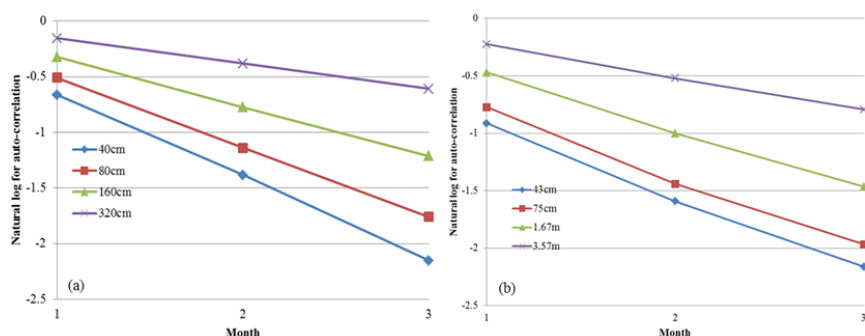 0
-0.5
-1
-1.5
-2
-2.5
Natural log for auto-correlation
40cm
80cm
160cm
320cm
(a)
1
2
3
Month
0
-0.5
-1
-1.5
-2
-2.5
Natural log for auto-correlation
43cm
75cm
1.67m
3.57m
(b)
1
2
3
Month